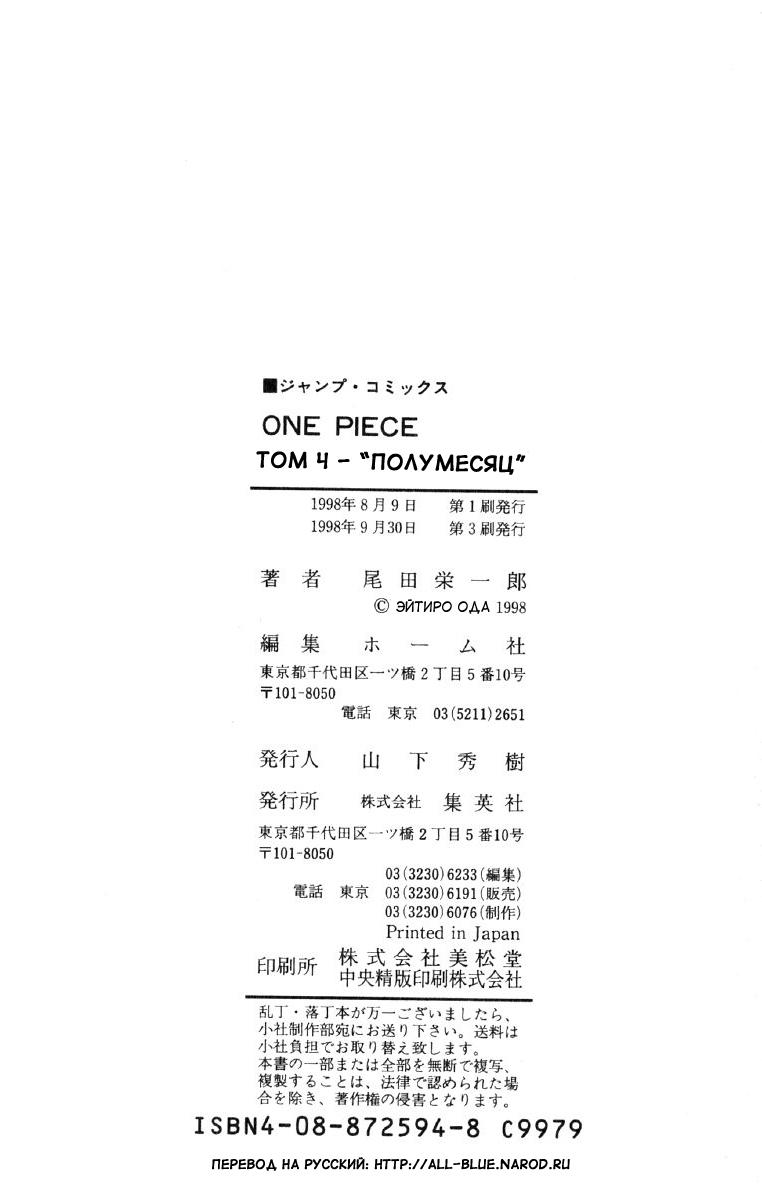 ■ジャンプ・コミックス
ONE PIECE
ТОМ 4 - "ПОЛУМЕСЯЦ"
1998年8月9日 第1刷発行
1998年9月30日 第3刷発行
著者 尾田栄一郎
© ЭЙТИРО ОДА 1998
編集 ホーム社
東京都千代田区一ツ橋2丁目5番10号
〒101-8050
電話 東京 03(5211)2651
発行人 山下秀樹
発行所 株式会社 集英社
東京都千代田区一ツ橋2丁目5番10号
〒101-8050
03(3230)6233(編集)
電話 東京 03(3230)6191(販売)
03(3230)6076(制作)
Printed in Japan
印刷所 株式会社美松堂
中央精版印刷株式会社
乱丁・落丁本が万一ございましたら、
小社制作部宛にお送り下さい。送料は
小社負担でお取り替え致します。
本書の一部または全部を無断で複写、
複製することは、法律で認められた場
合を除き、著作権の侵害となります。
ISBN4-08-872594-8 C9979
ПЕРЕВОД НА РУССКИЙ: HTTP://ALL-BLUE.NAROD.RU